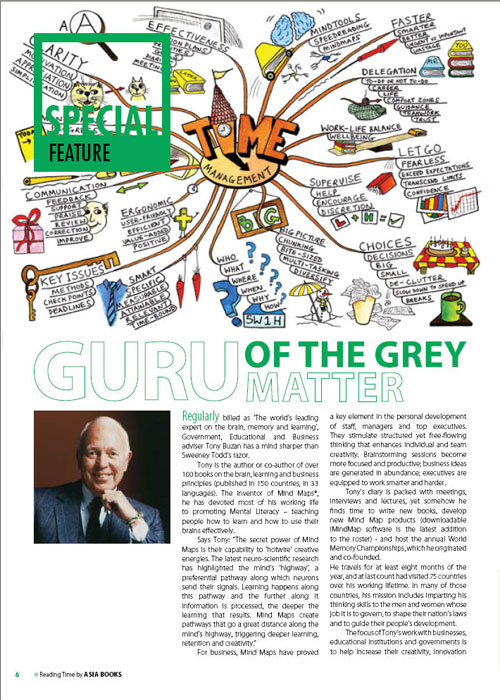 SPECIAL
FEATURE
CLARITY
EFFECTIVENESS
MINDTOOLS
SPEEDREADING
MINDMAPS
FASTER
SMARTER
BETTER
URGENT VS IMPORTANT
GARBAGE
YOU
ME
DELEGATION
TO-DO OR NOT TO-DO
CAREER
LIFE
COMFORT ZONES
GUIDANCE
TEAMWORK
TRUST
TIME
MANAGEMENT
WORK-LIFE BALANCE
WELLBEING
LET GO
FEARLESS
EXCEED EXPECTATIONS
TRANSCEND LIMITS
CONFIDENCE
SUPERVISE
HELP
ENCOURAGE
DISCRETION
L + H =
COMMUNICATION
FEEDBACK
SUPPORT
PRAISE
REVIEW
CORRECTION
IMPROVE
ERGONOMIC
USER-FRIENDLY
EFFICIENT
VALUE-ADDED
POSITIVE
BIG
BIG PICTURE
CHUNKING
BITE-SIZED
MULTI-TASKING
DIVERSIFY
CHOICES
DECISIONS
BIG
SMALL
DE-CLUTTER
SLOW DOWN TO SPEED UP
BREAKS
KEY ISSUES
METHODS
CHECK POINTS
DEADLINES
SMART
SPECIFIC
MEASURABLE
ATTAINABLE
RELEVANT
TIME-BOUND
WHO
WHAT
WHERE
WHEN
WHY
HOW
5W1H
GURU OF THE GREY
MATTER
Regularly billed as 'The world's leading
expert on the brain, memory and learning',
Government, Educational and Business
adviser Tony Buzan has a mind sharper than
Sweeney Todd's razor.
Tony is the author or co-author of over
100 books on the brain, learning and business
principles (published in 150 countries, in 33
languages). The inventor of Mind Maps®,
he has devoted most of his working life
to promoting Mental Literacy – teaching
people how to learn and how to use their
brains effectively.
Says Tony: "The secret power of Mind
Maps is their capability to 'hotwire' creative
energies. The latest neuro-scientific research
has highlighted the mind's 'highway', a
preferential pathway along which neurons
send their signals. Learning happens along
this pathway and the further along it
information is processed, the deeper the
learning that results. Mind Maps create
pathways that go a great distance along the
mind's highway, triggering deeper learning,
retention and creativity."
For business, Mind Maps have proved
a key element in the personal development
of staff, managers and top executives.
They stimulate structured yet free-flowing
thinking that enhances individual and team
creativity. Brainstorming sessions become
more focused and productive; business ideas
are generated in abundance; executives are
equipped to work smarter and harder.
Tony's diary is packed with meetings,
interviews and lectures, yet somehow he
finds time to write new books, develop
new Mind Map products (downloadable
iMindMap software is the latest addition
to the roster) - and host the annual World
Memory Championships, which he originated
and co-founded.
He travels for at least eight months of the
year, and at last count had visited 75 countries
over his working lifetime. In many of those
countries, his mission includes imparting his
thinking skills to the men and women whose
job it is to govern, to shape their nation's laws
and to guide their people's development.
The focus of Tony's work with businesses,
educational institutions and governments is
to help increase their creativity, innovation
6 Reading Time by ASIA BOOKS